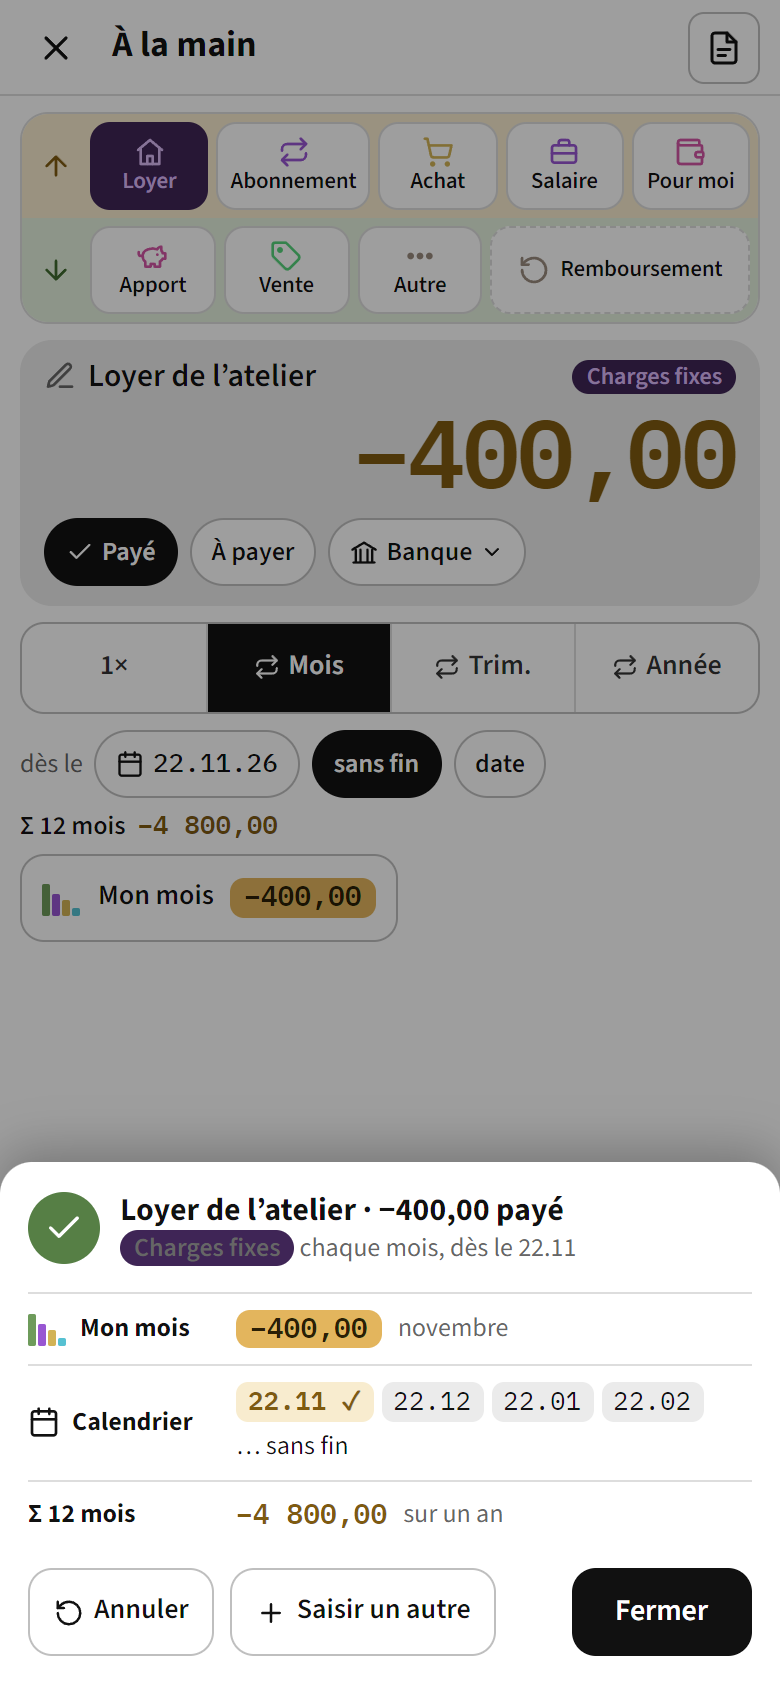 À la main
Loyer
Abonnement
Achat
Salaire
Pour moi
Apport
Vente
Autre
Remboursement
Loyer de l’atelier
Charges fixes
−400,00
Payé
À payer
Banque
1×
Mois
Trim.
Année
dès le
22.11.26
sans fin
date
Σ 12 mois −4 800,00
Mon mois −400,00
Loyer de l’atelier · −400,00 payé
Charges fixes chaque mois, dès le 22.11
Mon mois −400,00 novembre
Calendrier 22.11 ✓ 22.12 22.01 22.02
… sans fin
Σ 12 mois −4 800,00 sur un an
Annuler
Saisir un autre
Fermer